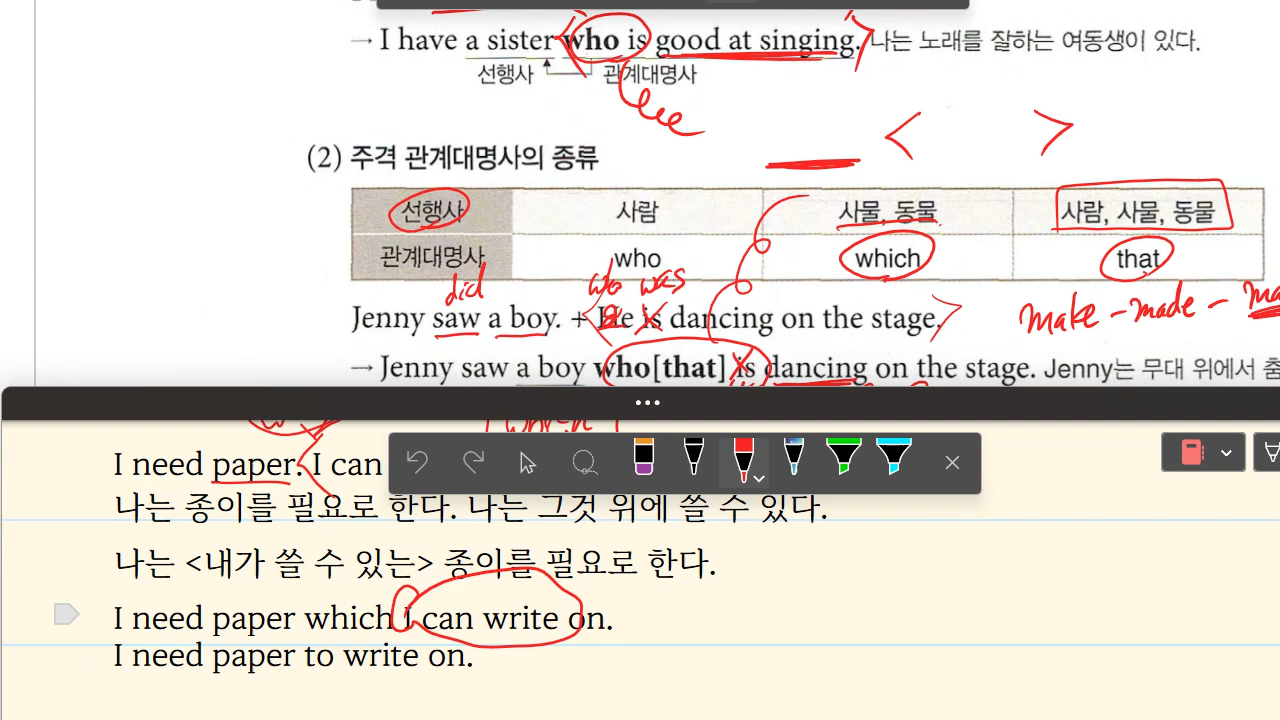 → I have a sister who is good at singing. 나는 노래를 잘하는 여동생이 있다.
선행사 관계대명사
< >
(2) 주격 관계대명사의 종류
선행사 사람 사물, 동물 사람, 사물, 동물
관계대명사 who which that
did who was
Jenny saw a boy. + He is dancing on the stage.
make - made -
→ Jenny saw a boy who[that] is dancing on the stage. Jenny는 무대 위에서
I need paper. I can
나는 종이를 필요로 한다. 나는 그것 위에 쓸 수 있다.
나는 <내가 쓸 수 있는> 종이를 필요로 한다.
I need paper which I can write on.
I need paper to write on.